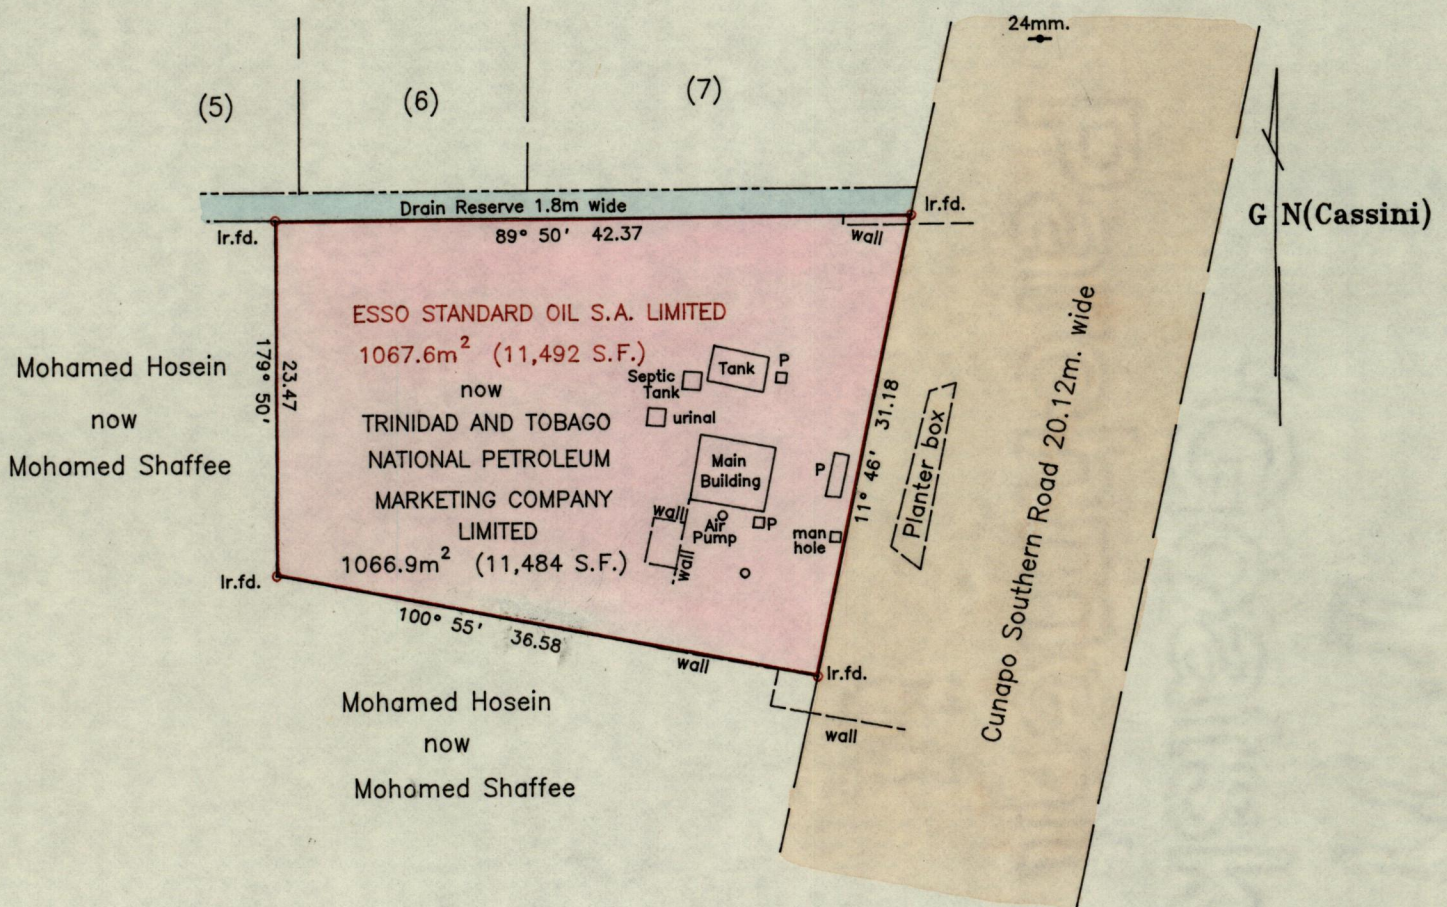 24mm.
(5)
(6)
(7)
Drain Reserve 1.8m wide
Ir.fd.
Ir.fd.
89° 50' 42.37
wall
G N(Cassini)
ESSO STANDARD OIL S.A. LIMITED
1067.6m² (11,492 S.F.)
now
TRINIDAD AND TOBAGO
NATIONAL PETROLEUM
MARKETING COMPANY
LIMITED
1066.9m² (11,484 S.F.)
Mohamed Hosein
now
Mohamed Shaffee
179° 50'
23.47
Septic
Tank
Tank
P
urinal
Main
Building
P
wall
wall
Air
Pump
P
man
hole
11° 46' 31.18
Planter box
Cunapo Southern Road 20.12m. wide
Ir.fd.
100° 55' 36.58
wall
Ir.fd.
wall
Mohamed Hosein
now
Mohomed Shaffee